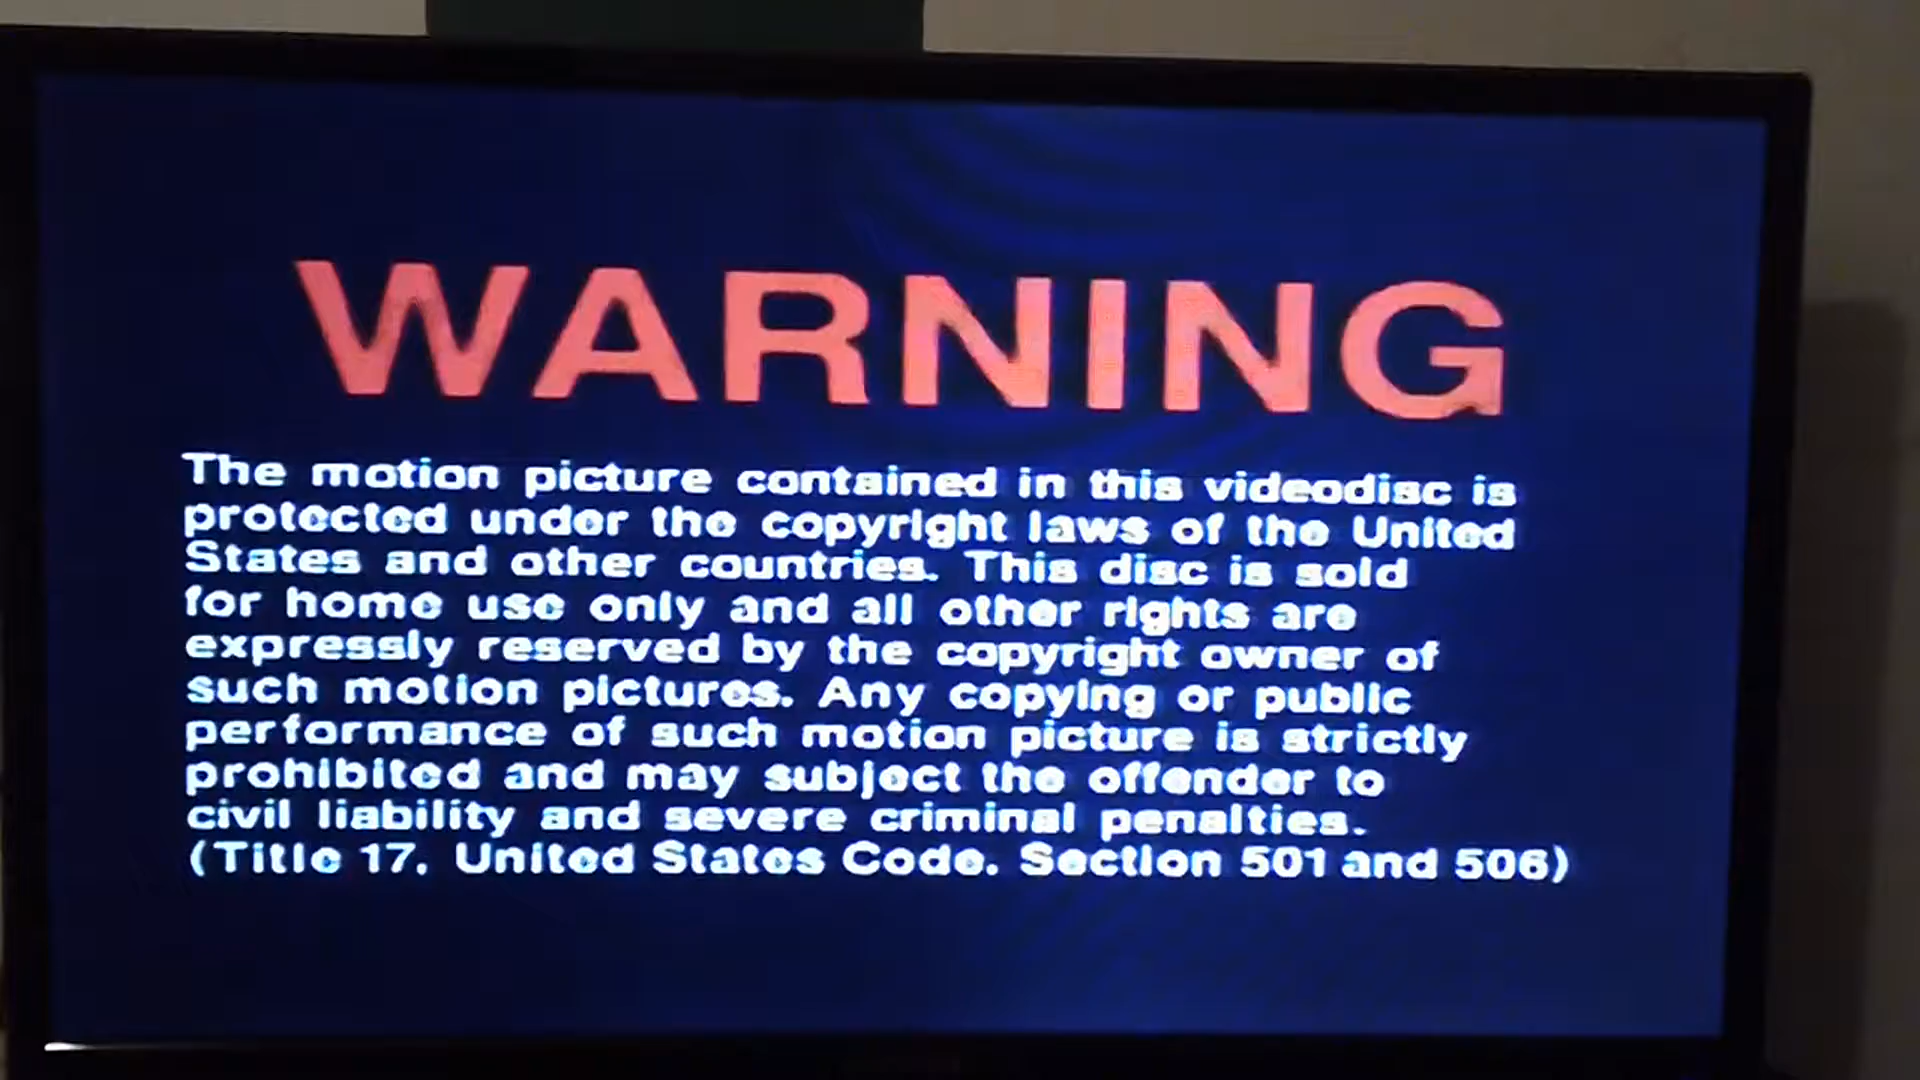 WARNING
The motion picture contained in this videodisc is
protected under the copyright laws of the United
States and other countries. This disc is sold
for home use only and all other rights are
expressly reserved by the copyright owner of
such motion pictures. Any copying or public
performance of such motion picture is strictly
prohibited and may subject the offender to
civil liability and severe criminal penalties.
(Title 17. United States Code. Section 501 and 506)